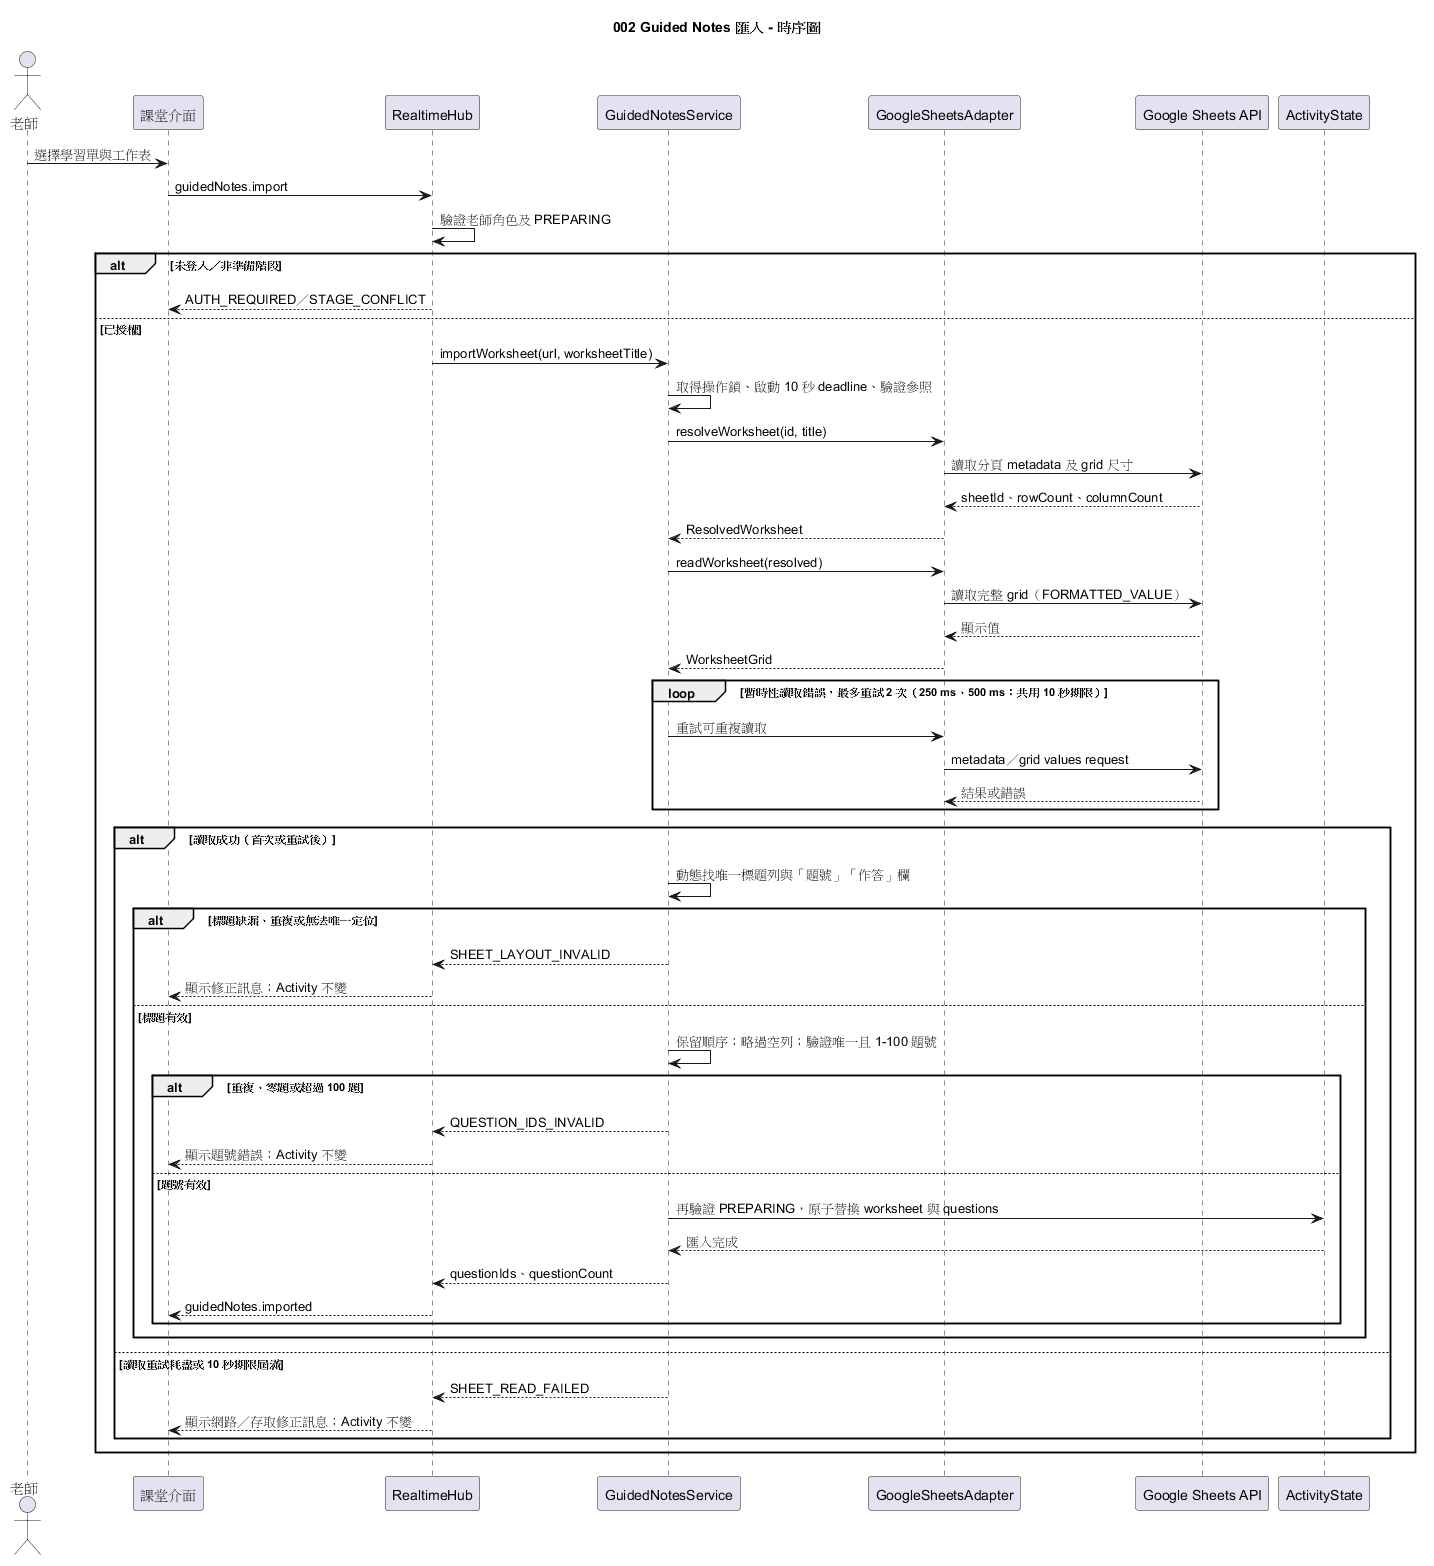 002 Guided Notes 匯入 - 時序圖
老師
課堂介面
RealtimeHub
GuidedNotesService
GoogleSheetsAdapter
Google Sheets API
ActivityState
選擇學習單與工作表
guidedNotes.import
驗證老師角色及 PREPARING
alt
[未登入／非準備階段]
AUTH_REQUIRED／STAGE_CONFLICT
[已授權]
importWorksheet(url, worksheetTitle)
取得操作鎖、啟動 10 秒 deadline、驗證參照
resolveWorksheet(id, title)
讀取分頁 metadata 及 grid 尺寸
sheetId、rowCount、columnCount
ResolvedWorksheet
readWorksheet(resolved)
讀取完整 grid（FORMATTED_VALUE）
顯示值
WorksheetGrid
loop
[暫時性讀取錯誤，最多重試 2 次（250 ms、500 ms；共用 10 秒期限）]
重試可重複讀取
metadata／grid values request
結果或錯誤
alt
[讀取成功（首次或重試後）]
動態找唯一標題列與「題號」「作答」欄
alt
[標題缺漏、重複或無法唯一定位]
SHEET_LAYOUT_INVALID
顯示修正訊息；Activity 不變
[標題有效]
保留順序；略過空列；驗證唯一且 1-100 題號
alt
[重複、零題或超過 100 題]
QUESTION_IDS_INVALID
顯示題號錯誤；Activity 不變
[題號有效]
再驗證 PREPARING，原子替換 worksheet 與 questions
匯入完成
questionIds、questionCount
guidedNotes.imported
[讀取重試耗盡或 10 秒期限屆滿]
SHEET_READ_FAILED
顯示網路／存取修正訊息；Activity 不變
老師
課堂介面
RealtimeHub
GuidedNotesService
GoogleSheetsAdapter
Google Sheets API
ActivityState